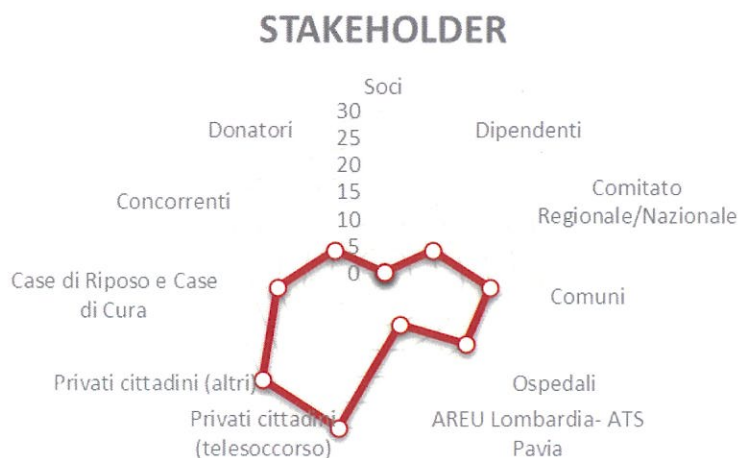 STAKEHOLDER
Soci
30
25
20
15
10
5
0
Dipendenti
Comitato
Regionale/Nazionale
Comuni
Ospedali
AREU Lombardia- ATS
Pavia
Privati cittadini
(telesoccorso)
Privati cittadini (altri)
Case di Riposo e Case
di Cura
Concorrenti
Donatori